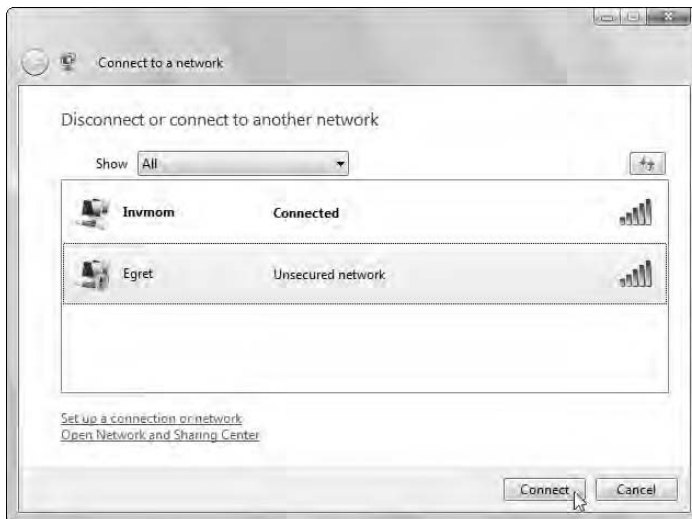 Connect to a network
Disconnect or connect to another network
Show All
Invmom Connected
Egret Unsecured network
Set up a connection or network
Open Network and Sharing Center
Connect Cancel